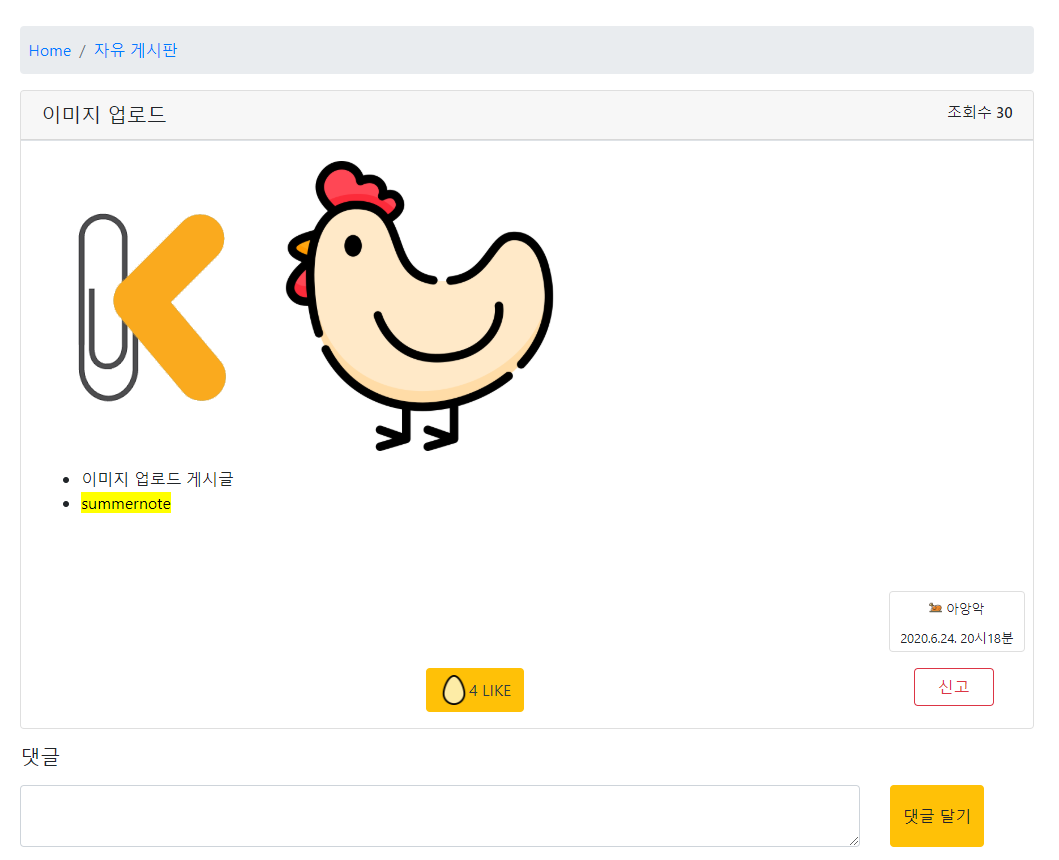 Home / 자유 게시판
이미지 업로드
조회수 30
이미지 업로드 게시글
summernote
아앙악
2020.6.24. 20시18분
4 LIKE
신고
댓글
댓글 달기